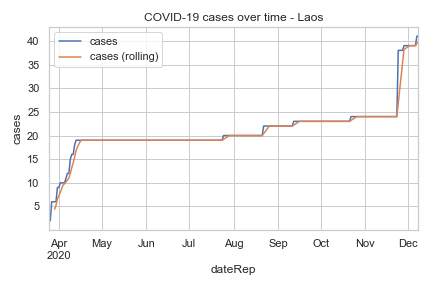 COVID-19 cases over time - Laos
cases
cases (rolling)
40
35
30
25
20
15
10
5
cases
Apr
2020
May
Jun
Jul
Aug
Sep
Oct
Nov
Dec
dateRep